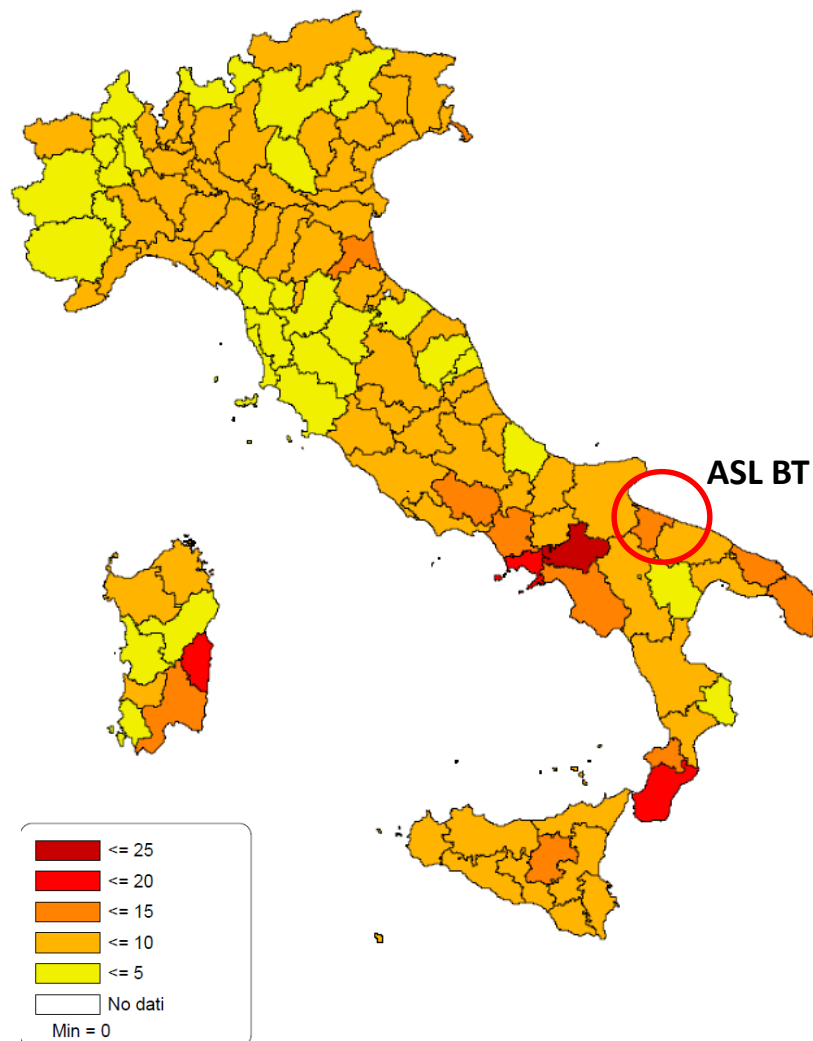 ASL BT
<= 25
<= 20
<= 15
<= 10
<= 5
No dati
Min = 0